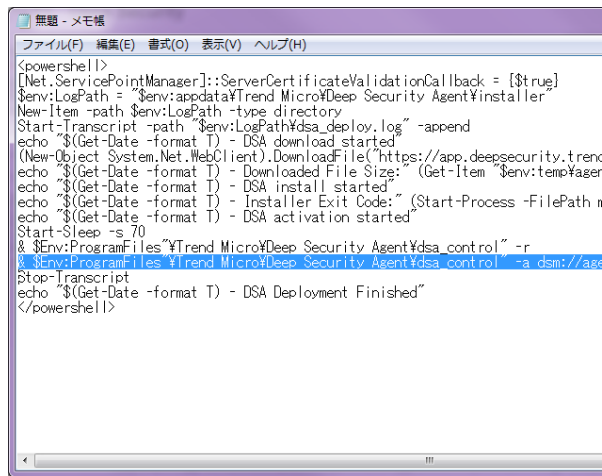 無題 - メモ帳
ファイル(F) 編集(E) 書式(O) 表示(V) ヘルプ(H)
<powershell>
[Net.ServicePointManager]::ServerCertificateValidationCallback = {$true}
$env:LogPath = "$env:appdata¥Trend Micro¥Deep Security Agent¥installer"
New-Item -path $env:LogPath -type directory
Start-Transcript -path "$env:LogPath¥dsa_deploy.log" -append
echo "$(Get-Date -format T) - DSA download started"
(New-Object System.Net.WebClient).DownloadFile("https://app.deepsecurity.trend
echo "$(Get-Date -format T) - Downloaded File Size:" (Get-Item "$env:temp¥agen
echo "$(Get-Date -format T) - DSA install started"
echo "$(Get-Date -format T) - Installer Exit Code:" (Start-Process -FilePath m
echo "$(Get-Date -format T) - DSA activation started"
Start-Sleep -s 70
& $Env:ProgramFiles"¥Trend Micro¥Deep Security Agent¥dsa_control" -r
& $Env:ProgramFiles"¥Trend Micro¥Deep Security Agent¥dsa_control" -a dsm://age
Stop-Transcript
echo "$(Get-Date -format T) - DSA Deployment Finished"
</powershell>